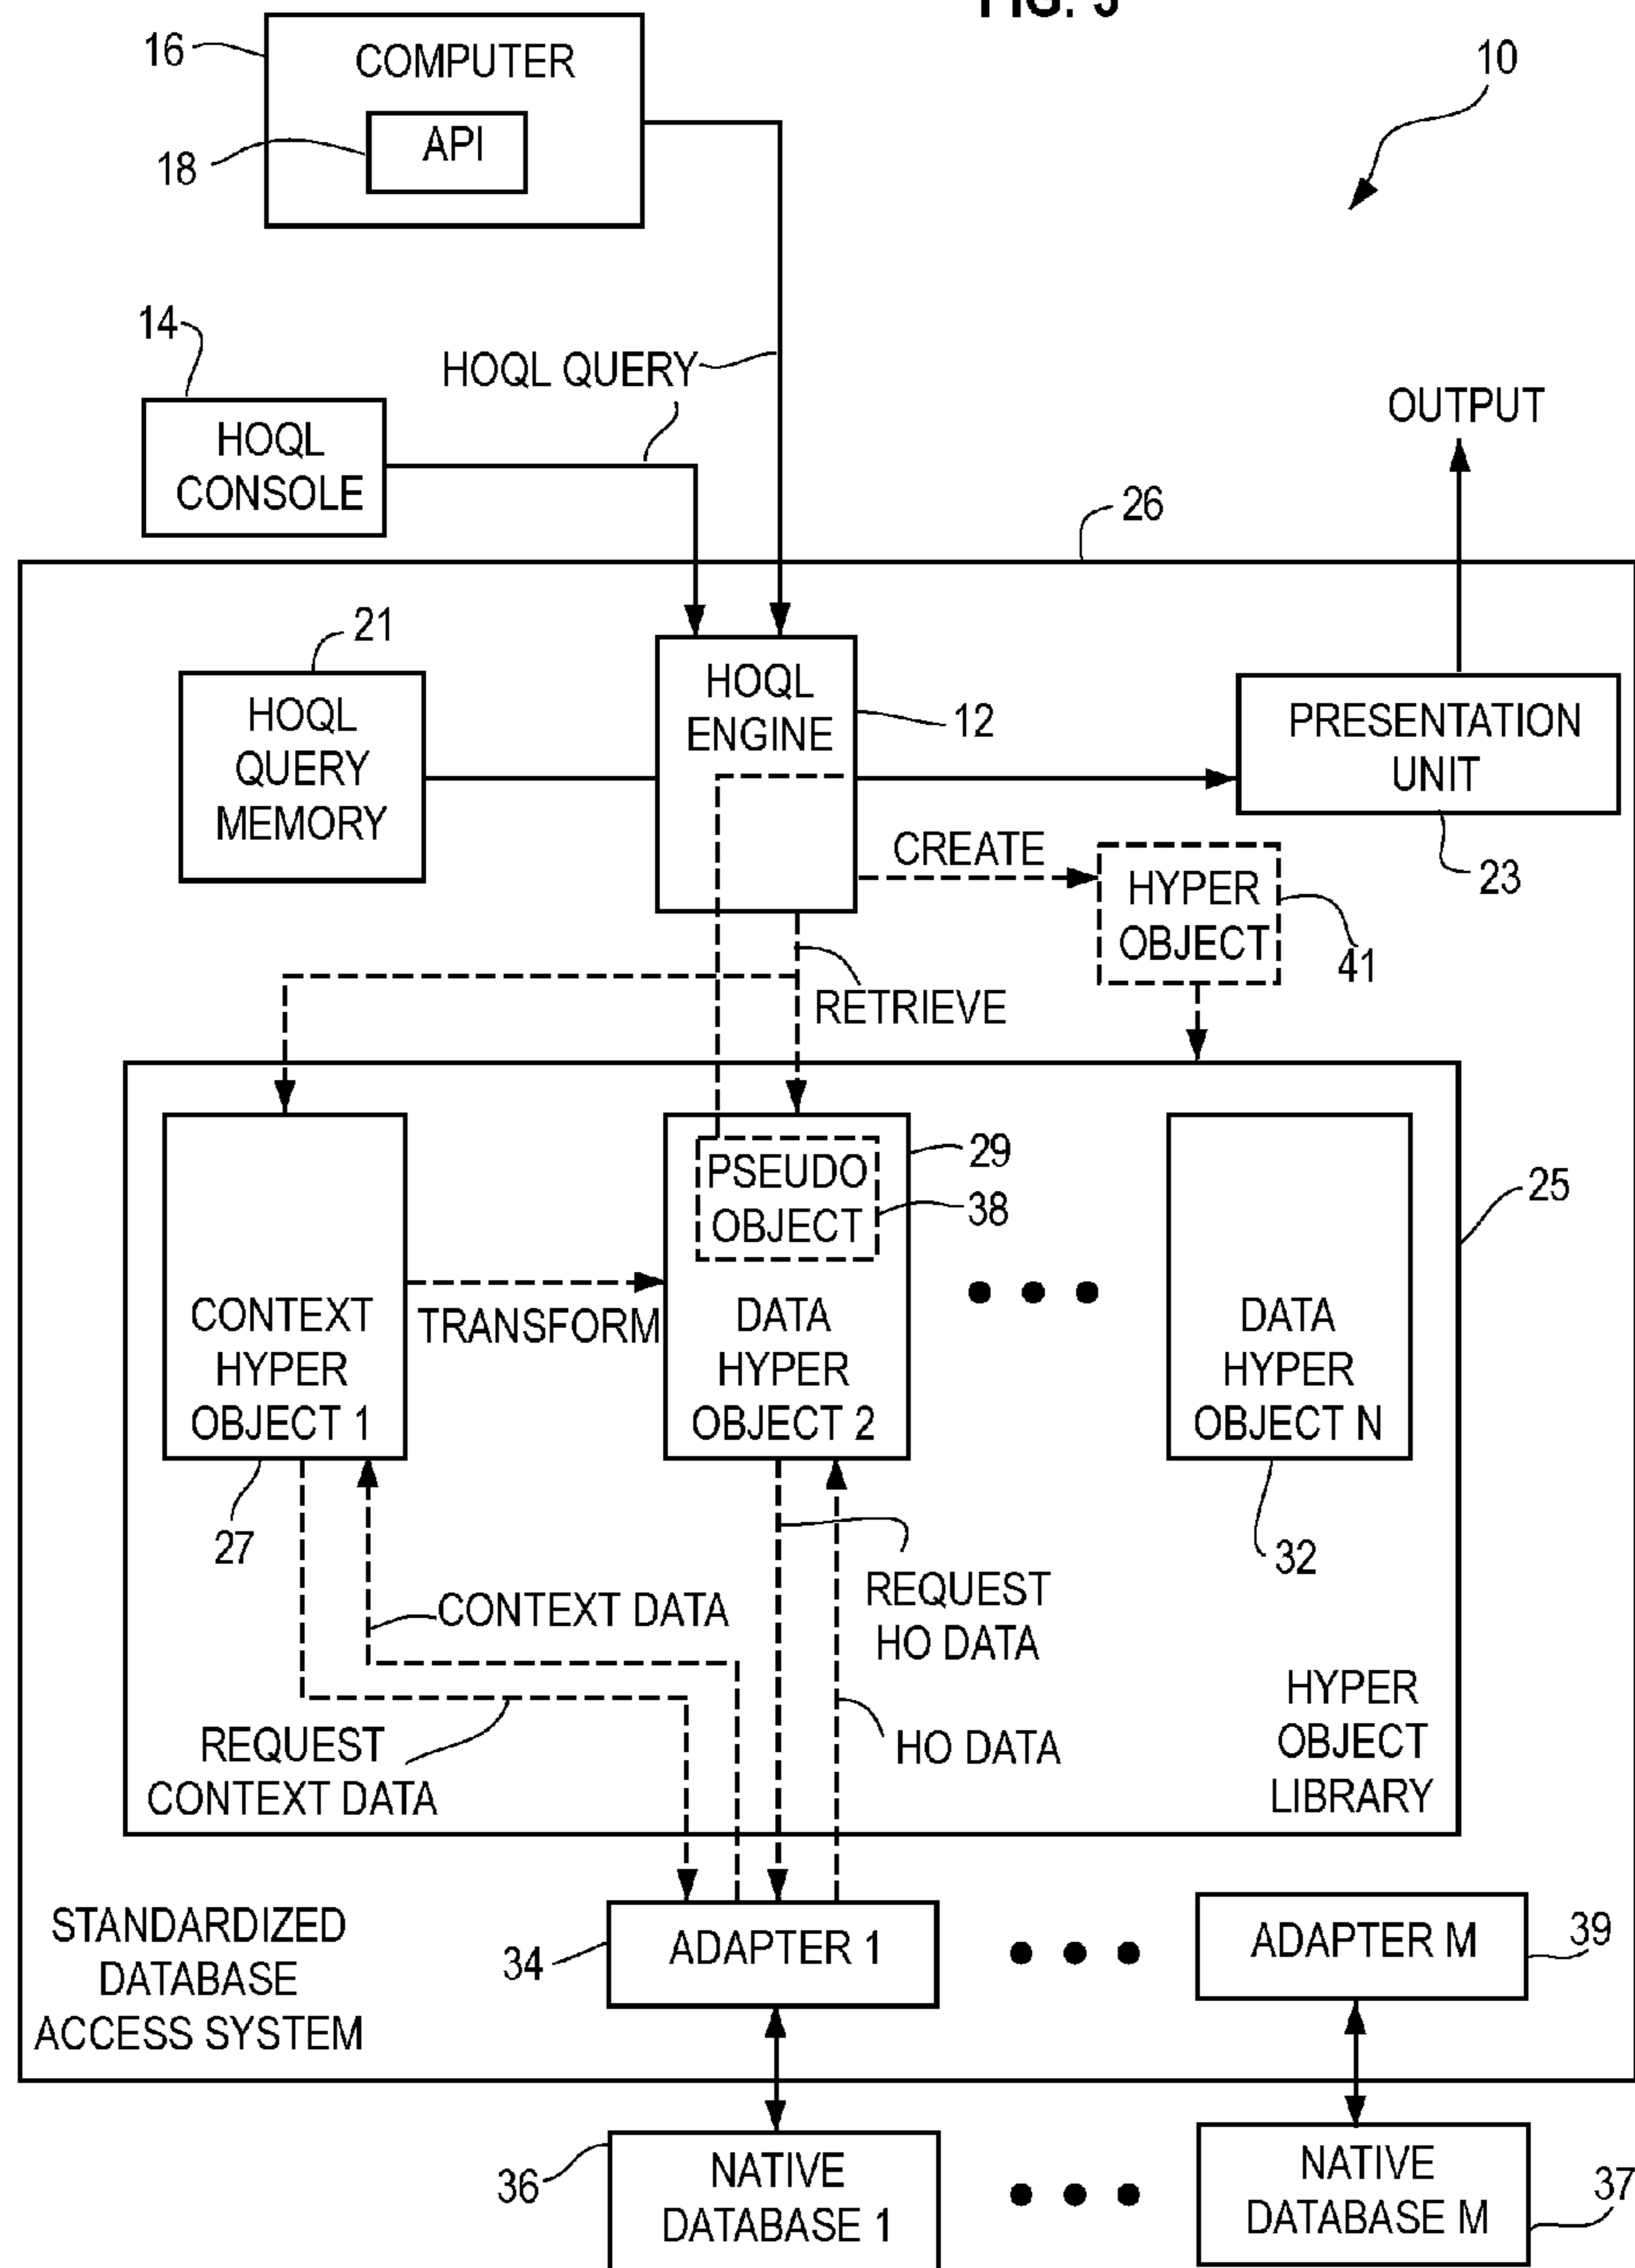 16
COMPUTER
API
18
10
14
HOQL QUERY
HOQL
CONSOLE
OUTPUT
26
21
HOQL
QUERY
MEMORY
HOQL
ENGINE
12
PRESENTATION
UNIT
23
CREATE
HYPER
OBJECT
41
RETRIEVE
PSEUDO
OBJECT
29
38
25
CONTEXT
HYPER
OBJECT 1
TRANSFORM
DATA
HYPER
OBJECT 2
DATA
HYPER
OBJECT N
27
32
CONTEXT DATA
REQUEST
HO DATA
REQUEST
CONTEXT DATA
HO DATA
HYPER
OBJECT
LIBRARY
STANDARDIZED
DATABASE
ACCESS SYSTEM
34
ADAPTER 1
ADAPTER M
39
36
NATIVE
DATABASE 1
NATIVE
DATABASE M
37